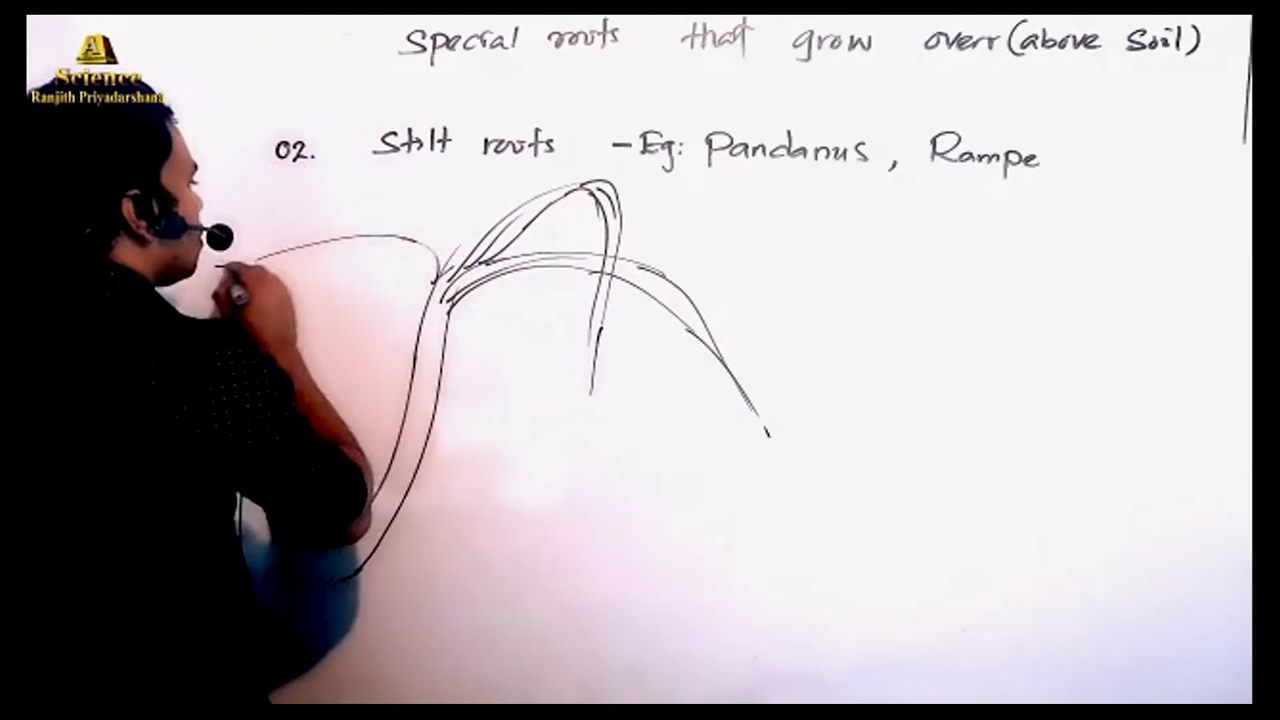 A
Science
Ranjith Priyadarshana
Special roots that grow overr (above Soil)
02. Stilt roots - Eg: Pandanus, Rampe